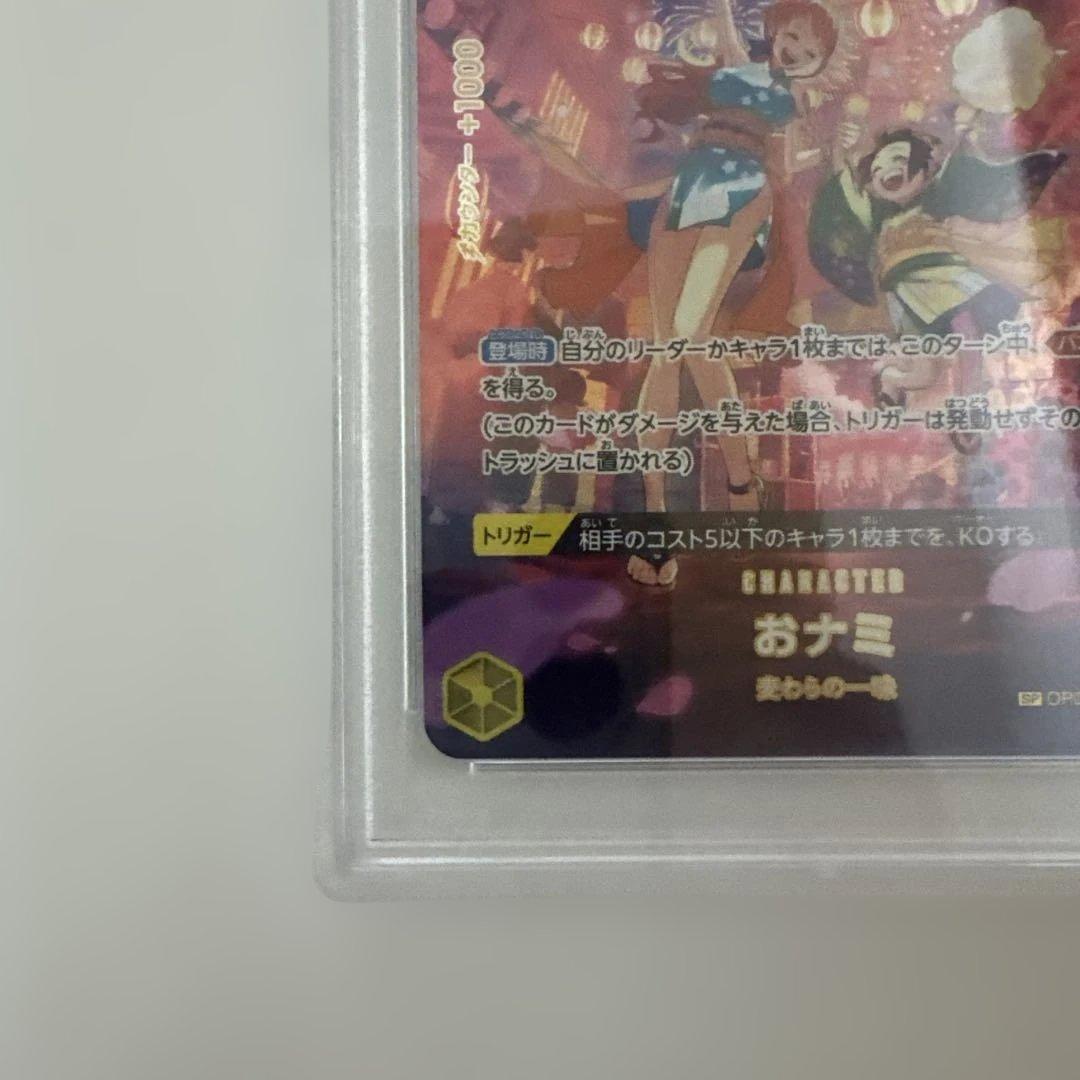 カウンター +1000
登場時 自分のリーダーかキャラ1枚までは、このターン中、
を得る。
(このカードがダメージを与えた場合、トリガーは発動せずその
トラッシュに置かれる)
トリガー 相手のコスト5以下のキャラ1枚までを、KOする
CHARACTER
おナミ
麦わらの一味
SP OP0